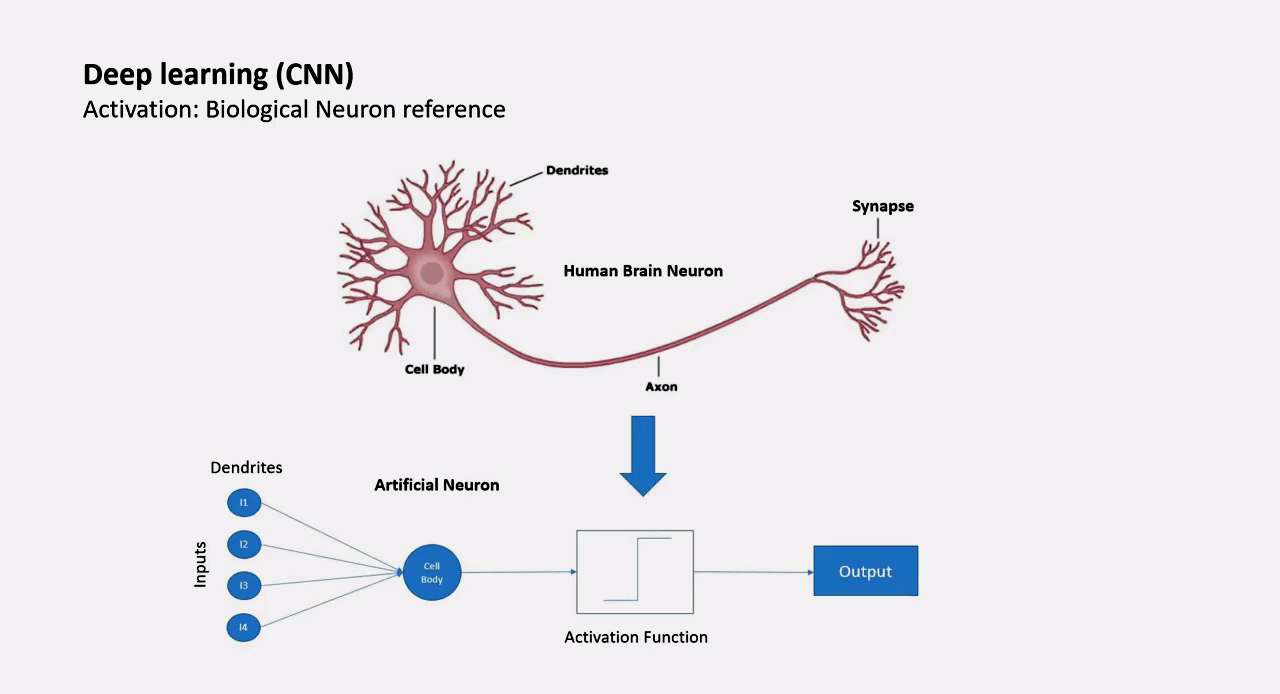 Deep learning (CNN)
Activation: Biological Neuron reference
Dendrites
Synapse
Human Brain Neuron
Cell Body
Axon
Dendrites
Artificial Neuron
Inputs
I1
I2
I3
I4
Cell
Body
Output
Activation Function